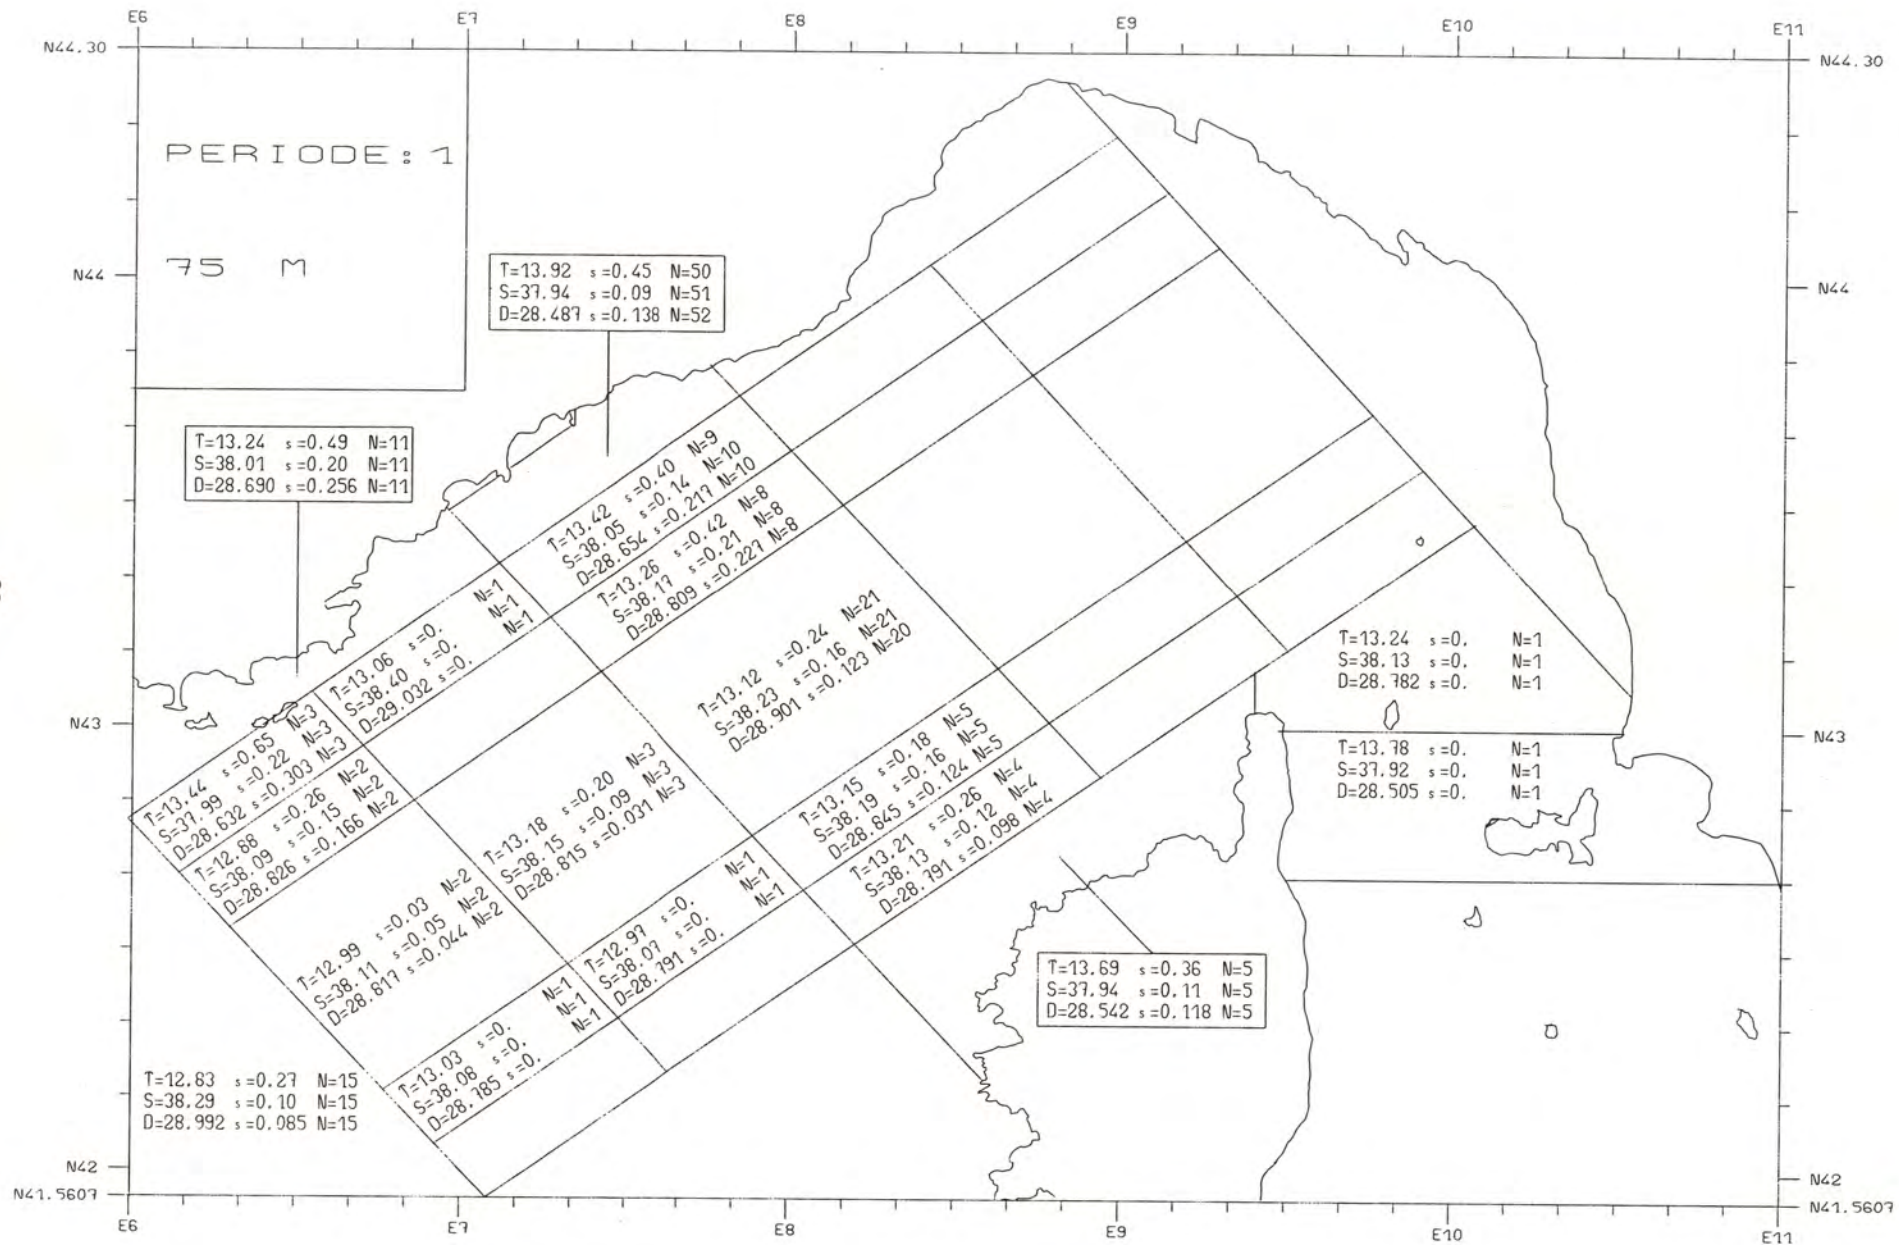 E6 E7 E8 E9 E10 E11
N44.30 N44.30
PERIODE:1
75 M
N44 N44
T=13.92 s=0.45 N=50
S=37.94 s=0.09 N=51
D=28.487 s=0.138 N=52
T=13.24 s=0.49 N=11
S=38.01 s=0.20 N=11
D=28.690 s=0.256 N=11
T=13.42 s=0.40 N=9
S=38.05 s=0.14 N=10
D=28.654 s=0.217 N=10
T=13.26 s=0.42 N=8
S=38.17 s=0.21 N=8
D=28.809 s=0.227 N=8
T=13.06 s=0. N=1
S=38.40 s=0. N=1
D=29.032 s=0. N=1
T=13.12 s=0.24 N=21
S=38.23 s=0.16 N=21
D=28.901 s=0.123 N=20
T=13.24 s=0. N=1
S=38.13 s=0. N=1
D=28.782 s=0. N=1
N43 N43
T=13.78 s=0. N=1
S=37.92 s=0. N=1
D=28.505 s=0. N=1
T=13.44 s=0.65 N=3
S=37.99 s=0.22 N=3
D=28.632 s=0.303 N=3
T=12.88 s=0.26 N=2
S=38.09 s=0.15 N=2
D=28.826 s=0.166 N=2
T=13.18 s=0.20 N=3
S=38.15 s=0.09 N=3
D=28.815 s=0.031 N=3
T=13.15 s=0.18 N=5
S=38.19 s=0.16 N=5
D=28.845 s=0.124 N=5
T=13.21 s=0.26 N=4
S=38.13 s=0.12 N=4
D=28.791 s=0.098 N=4
T=12.99 s=0.03 N=2
S=38.11 s=0.05 N=2
D=28.817 s=0.044 N=2
T=12.97 s=0. N=1
S=38.07 s=0. N=1
D=28.791 s=0. N=1
T=13.69 s=0.36 N=5
S=37.94 s=0.11 N=5
D=28.542 s=0.118 N=5
T=13.03 s=0. N=1
S=38.08 s=0. N=1
D=28.785 s=0. N=1
T=12.83 s=0.27 N=15
S=38.29 s=0.10 N=15
D=28.992 s=0.085 N=15
N42 N42
N41.5607 N41.5607
E6 E7 E8 E9 E10 E11